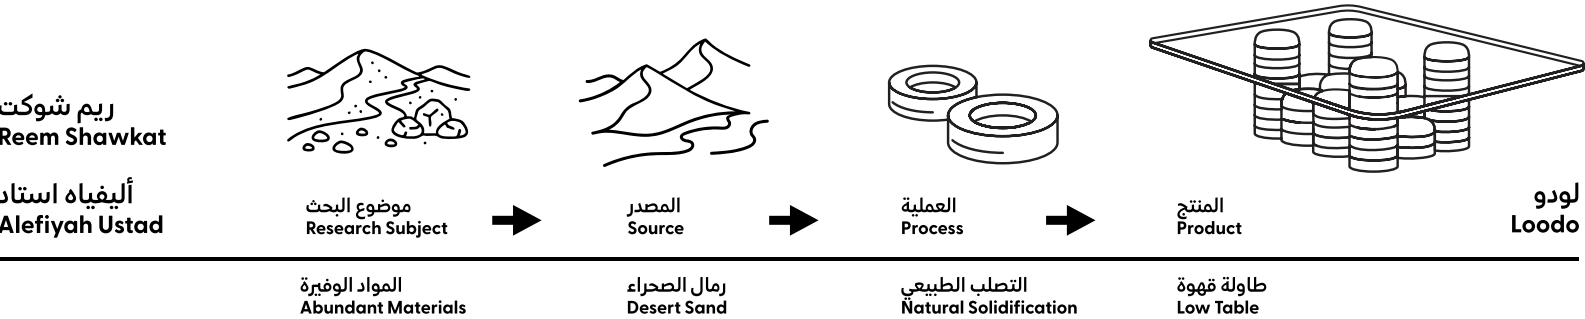 ريم شوكت
Reem Shawkat
أليفياه استاد
Alefiyah Ustad
موضوع البحث
Research Subject
المصدر
Source
العملية
Process
المنتج
Product
لودو
Loodo
المواد الوفيرة
Abundant Materials
رمال الصحراء
Desert Sand
التصلب الطبيعي
Natural Solidification
طاولة قهوة
Low Table